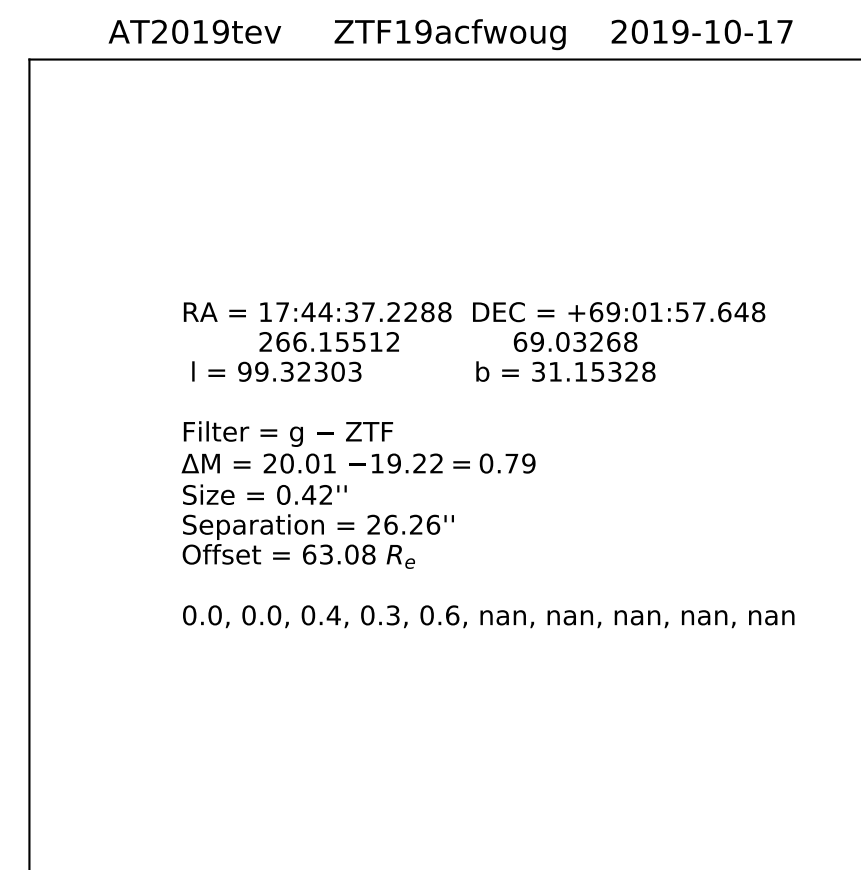 AT2019tev ZTF19acfwoug 2019-10-17
RA = 17:44:37.2288 DEC = +69:01:57.648
266.15512 69.03268
l = 99.32303 b = 31.15328
Filter = g − ZTF
ΔM = 20.01 −19.22 = 0.79
Size = 0.42''
Separation = 26.26''
Offset = 63.08 Re
0.0, 0.0, 0.4, 0.3, 0.6, nan, nan, nan, nan, nan